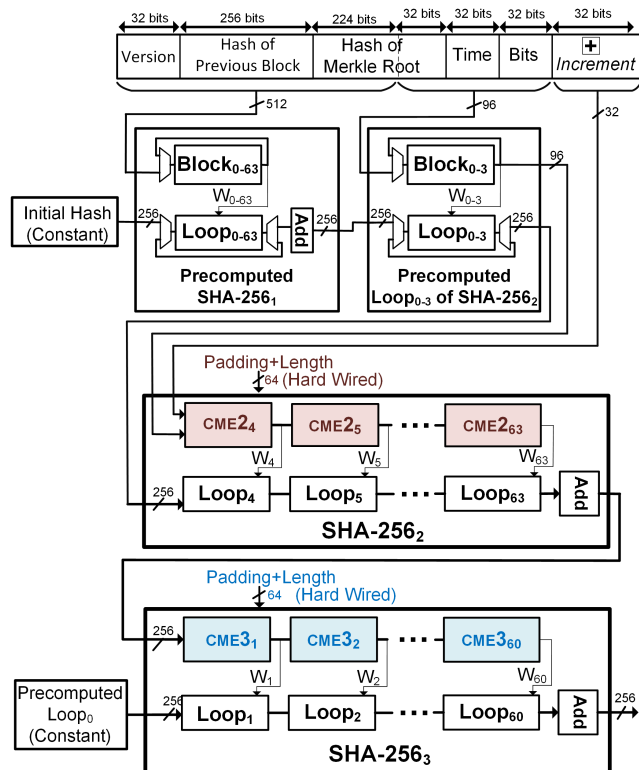 32 bits 256 bits 224 bits 32 bits 32 bits 32 bits 32 bits
Version
Hash of
Previous Block
Hash of
Merkle Root
Time
Bits
+
Increment
512
96
32
Block0-63
W0-63
Initial Hash
(Constant)
256
Loop0-63
Add
256
Precomputed
SHA-2561
Block0-3
96
W0-3
256
Loop0-3
256
Precomputed
Loop0-3 of SHA-2562
Padding+Length
64 (Hard Wired)
CME24 CME25 CME263
W4 W5 W63
256
Loop4 Loop5 Loop63
Add
SHA-2562
Padding+Length
64 (Hard Wired)
256
CME31 CME32 CME360
W1 W2 W60
Precomputed
Loop0
(Constant)
256
Loop1 Loop2 Loop60
Add
256
SHA-2563